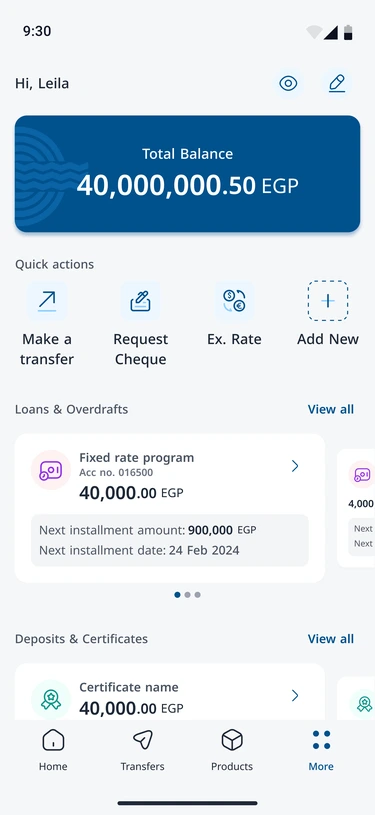 9:30
Hi, Leila
Total Balance
40,000,000.50 EGP
Quick actions
Make a transfer
Request Cheque
Ex. Rate
Add New
Loans & Overdrafts
View all
Fixed rate program
Acc no. 016500
40,000.00 EGP
Next installment amount: 900,000 EGP
Next installment date: 24 Feb 2024
4,000
Next
Next
Deposits & Certificates
View all
Certificate name
40,000.00 EGP
Home
Transfers
Products
More